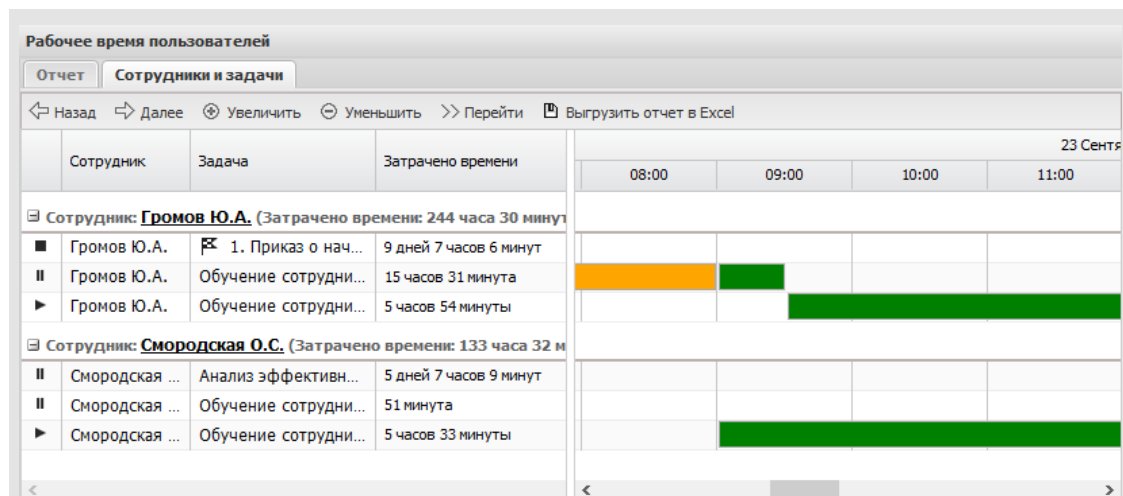 Рабочее время пользователей
Отчет Сотрудники и задачи
Назад Далее Увеличить Уменьшить >> Перейти Выгрузить отчет в Excel
23 Сентя
Сотрудник Задача Затрачено времени
08:00 09:00 10:00 11:00
Сотрудник: Громов Ю.А. (Затрачено времени: 244 часа 30 минут
Громов Ю.А. 1. Приказ о нач... 9 дней 7 часов 6 минут
Громов Ю.А. Обучение сотрудни... 15 часов 31 минута
Громов Ю.А. Обучение сотрудни... 5 часов 54 минуты
Сотрудник: Смородская О.С. (Затрачено времени: 133 часа 32 м
Смородская ... Анализ эффективн... 5 дней 7 часов 9 минут
Смородская ... Обучение сотрудни... 51 минута
Смородская ... Обучение сотрудни... 5 часов 33 минуты